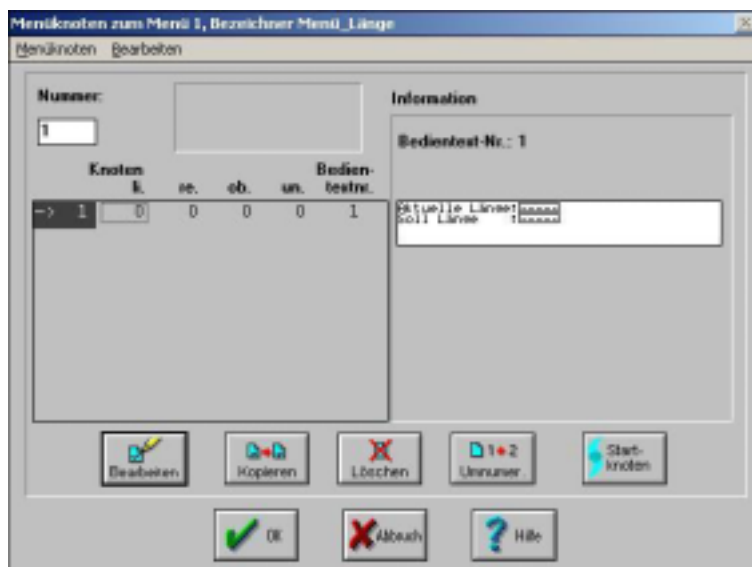 Menüknoten zum Menü 1, Bezeichner Menü_Länge
Menüknoten Bearbeiten
Nummer:
1
Information
Bedientext-Nr.: 1
Knoten li. re. ob. un. Bedien-textnr.
-> 1 0 0 0 0 1
Aktuelle Länge:
Soll Länge :
Bearbeiten
Kopieren
Löschen
1 2
Umnumer.
Start-
knoten
OK
Abbruch
Hilfe